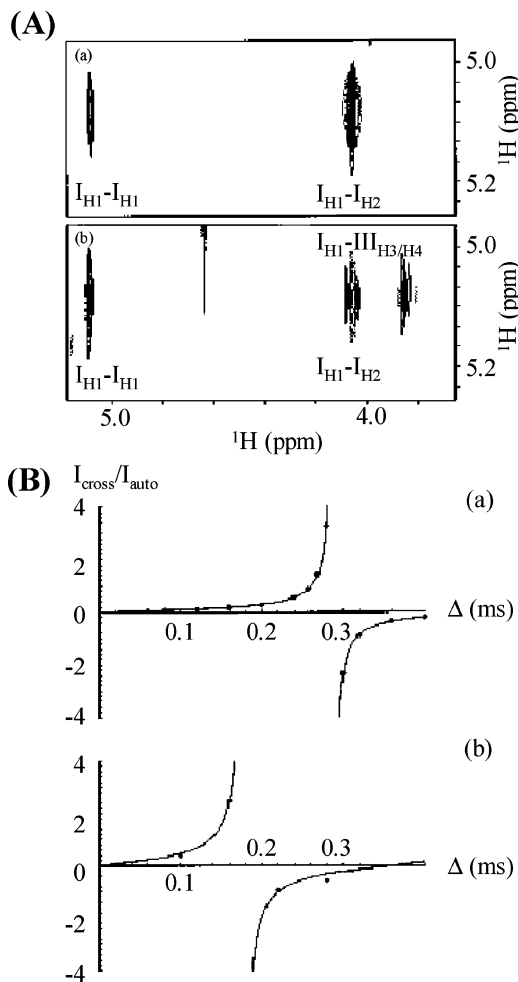 (A)
(a)
5.0
H₁ (ppm)
5.2
I_H1-I_H1
I_H1-I_H2
(b)
I_H1-III_H3/H4
5.0
H₁ (ppm)
5.2
I_H1-I_H1
I_H1-I_H2
5.0 4.0
¹H (ppm)
(B)
I_cross/I_auto
(a)
4
2
0
0.1 0.2 0.3
Δ (ms)
-2
-4
(b)
4
2
0.2 0.3
0
0.1
Δ (ms)
-2
-4